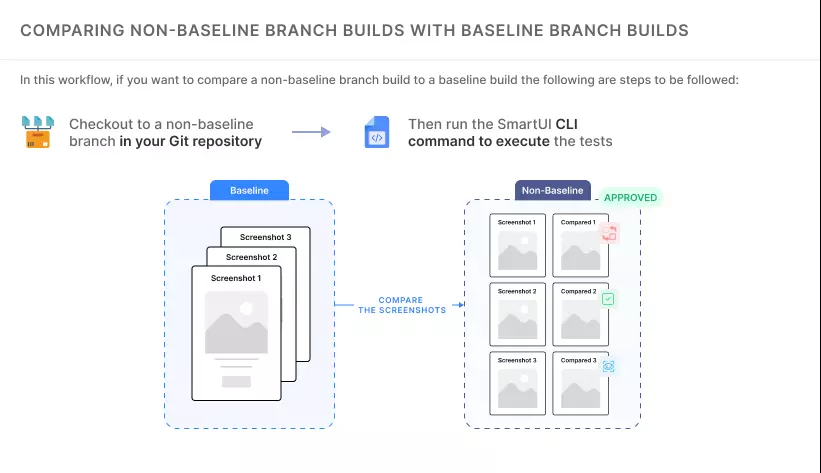 COMPARING NON-BASELINE BRANCH BUILDS WITH BASELINE BRANCH BUILDS
In this workflow, if you want to compare a non-baseline branch build to a baseline build the following are steps to be followed:
Checkout to a non-baseline
branch in your Git repository
Then run the SmartUI CLI
command to execute the tests
Baseline
Screenshot 3
Screenshot 2
Screenshot 1
COMPARE
THE SCREENSHOTS
Non-Baseline
APPROVED
Screenshot 1
Compared 1
Screenshot 2
Compared 2
Screenshot 3
Compared 3